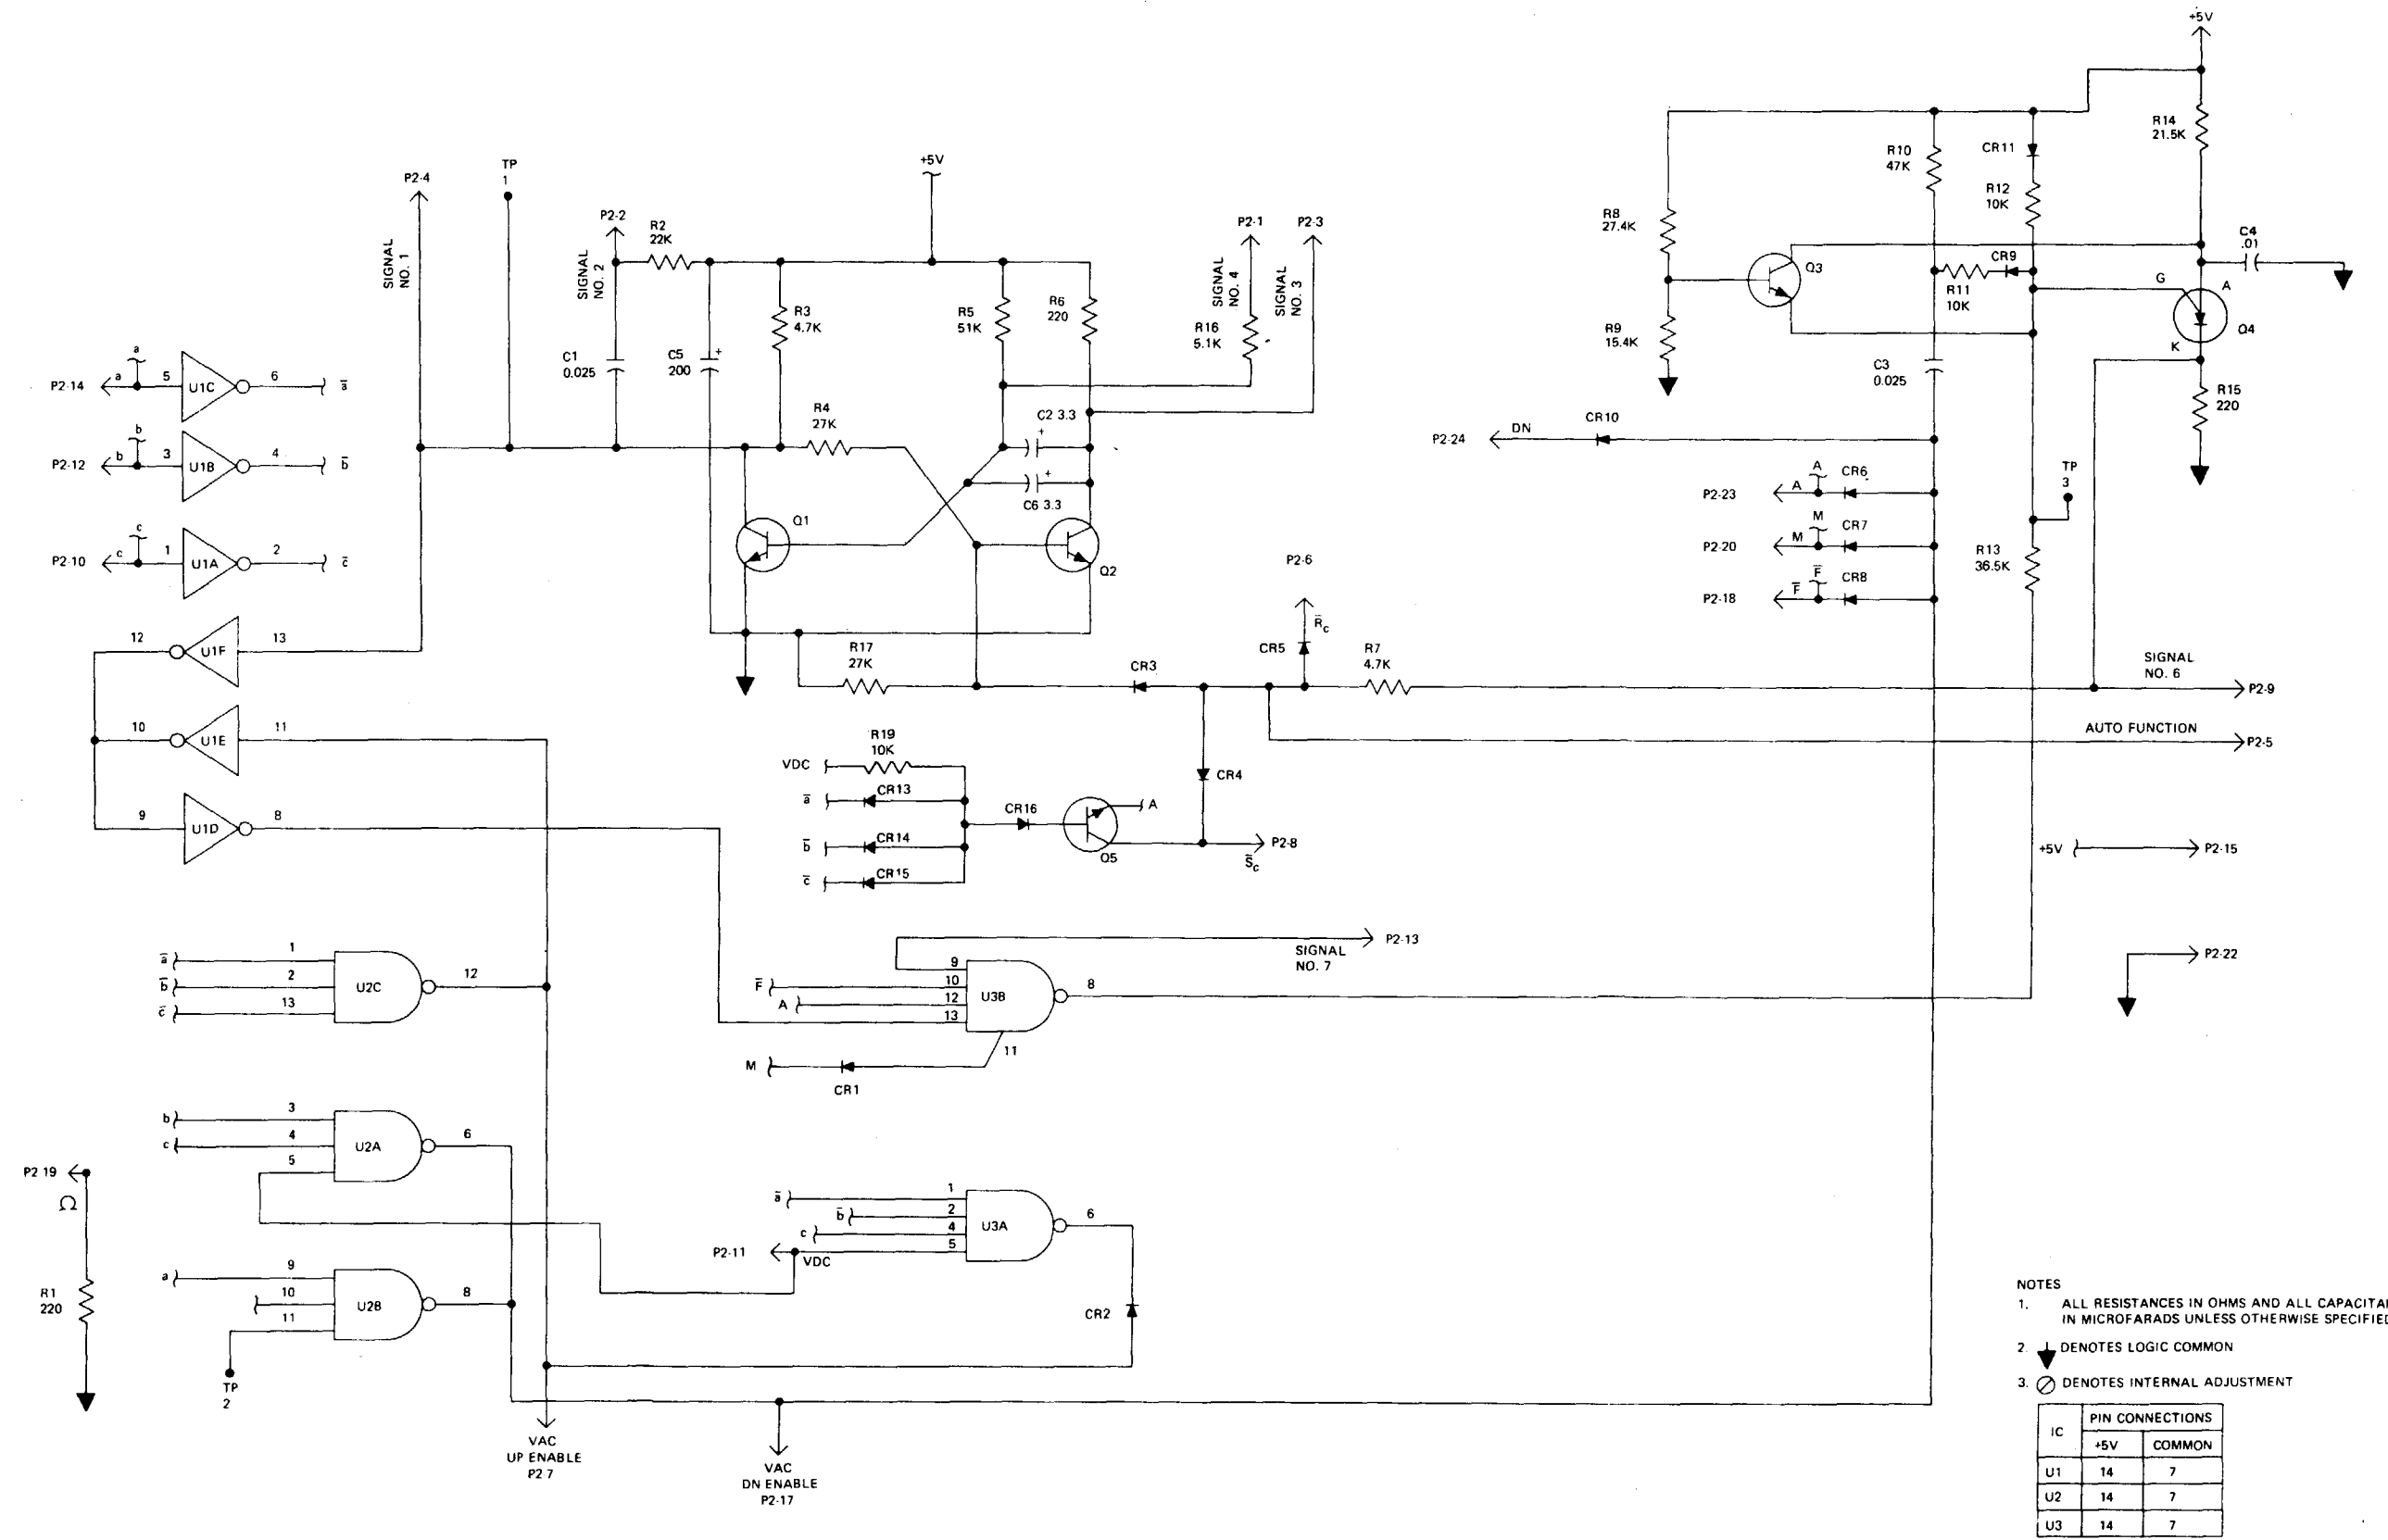 +5V
R14
21.5K
R10
47K
CR11
R12
10K
R8
27.4K
Q3
CR9
R11
10K
C4
.01
G
A
Q4
K
R9
15.4K
C3
0.025
R15
220
P2-4
TP
1
+5V
P2-2
R2
22K
P2-1
P2-3
SIGNAL
NO. 1
SIGNAL
NO. 2
SIGNAL
NO. 4
SIGNAL
NO. 3
R3
4.7K
R5
51K
R6
220
R16
5.1K
C1
0.025
C5
200
+
R4
27K
C2 3.3
+
C6 3.3
+
Q1
Q2
a
P2-14
a
5
U1C
6
a̅
b
P2-12
b
3
U1B
4
b̅
c
P2-10
c
1
U1A
2
c̅
12
U1F
13
10
U1E
11
9
U1D
8
P2-24
DN
CR10
A
P2-23
A
CR6
M
P2-20
M
CR7
F̅
P2-18
F̅
CR8
TP
3
R13
36.5K
P2-6
R̅c
R17
27K
CR3
CR5
R7
4.7K
SIGNAL
NO. 6
P2-9
AUTO FUNCTION
P2-5
R19
10K
VDC
a̅
CR13
b̅
CR14
c̅
CR15
CR16
Q5
A
CR4
P2-8
S̅c
+5V
P2-15
P2-22
P2-13
SIGNAL
NO. 7
a̅
1
b̅
2
c̅
13
U2C
12
9
F̅
10
A
12
13
U3B
8
11
M
CR1
b
3
c
4
5
U2A
6
P2 19
Ω
R1
220
a
9
10
11
U2B
8
TP
2
a̅
1
b̅
2
c
4
P2-11
VDC
5
U3A
6
CR2
VAC
UP ENABLE
P2 7
VAC
DN ENABLE
P2-17
NOTES
1. ALL RESISTANCES IN OHMS AND ALL
IN MICROFARADS UNLESS OTHERWISE
2. DENOTES LOGIC COMMON
3. DENOTES INTERNAL ADJUSTMENT
IC PIN CONNECTIONS
+5V COMMON
U1 14 7
U2 14 7
U3 14 7